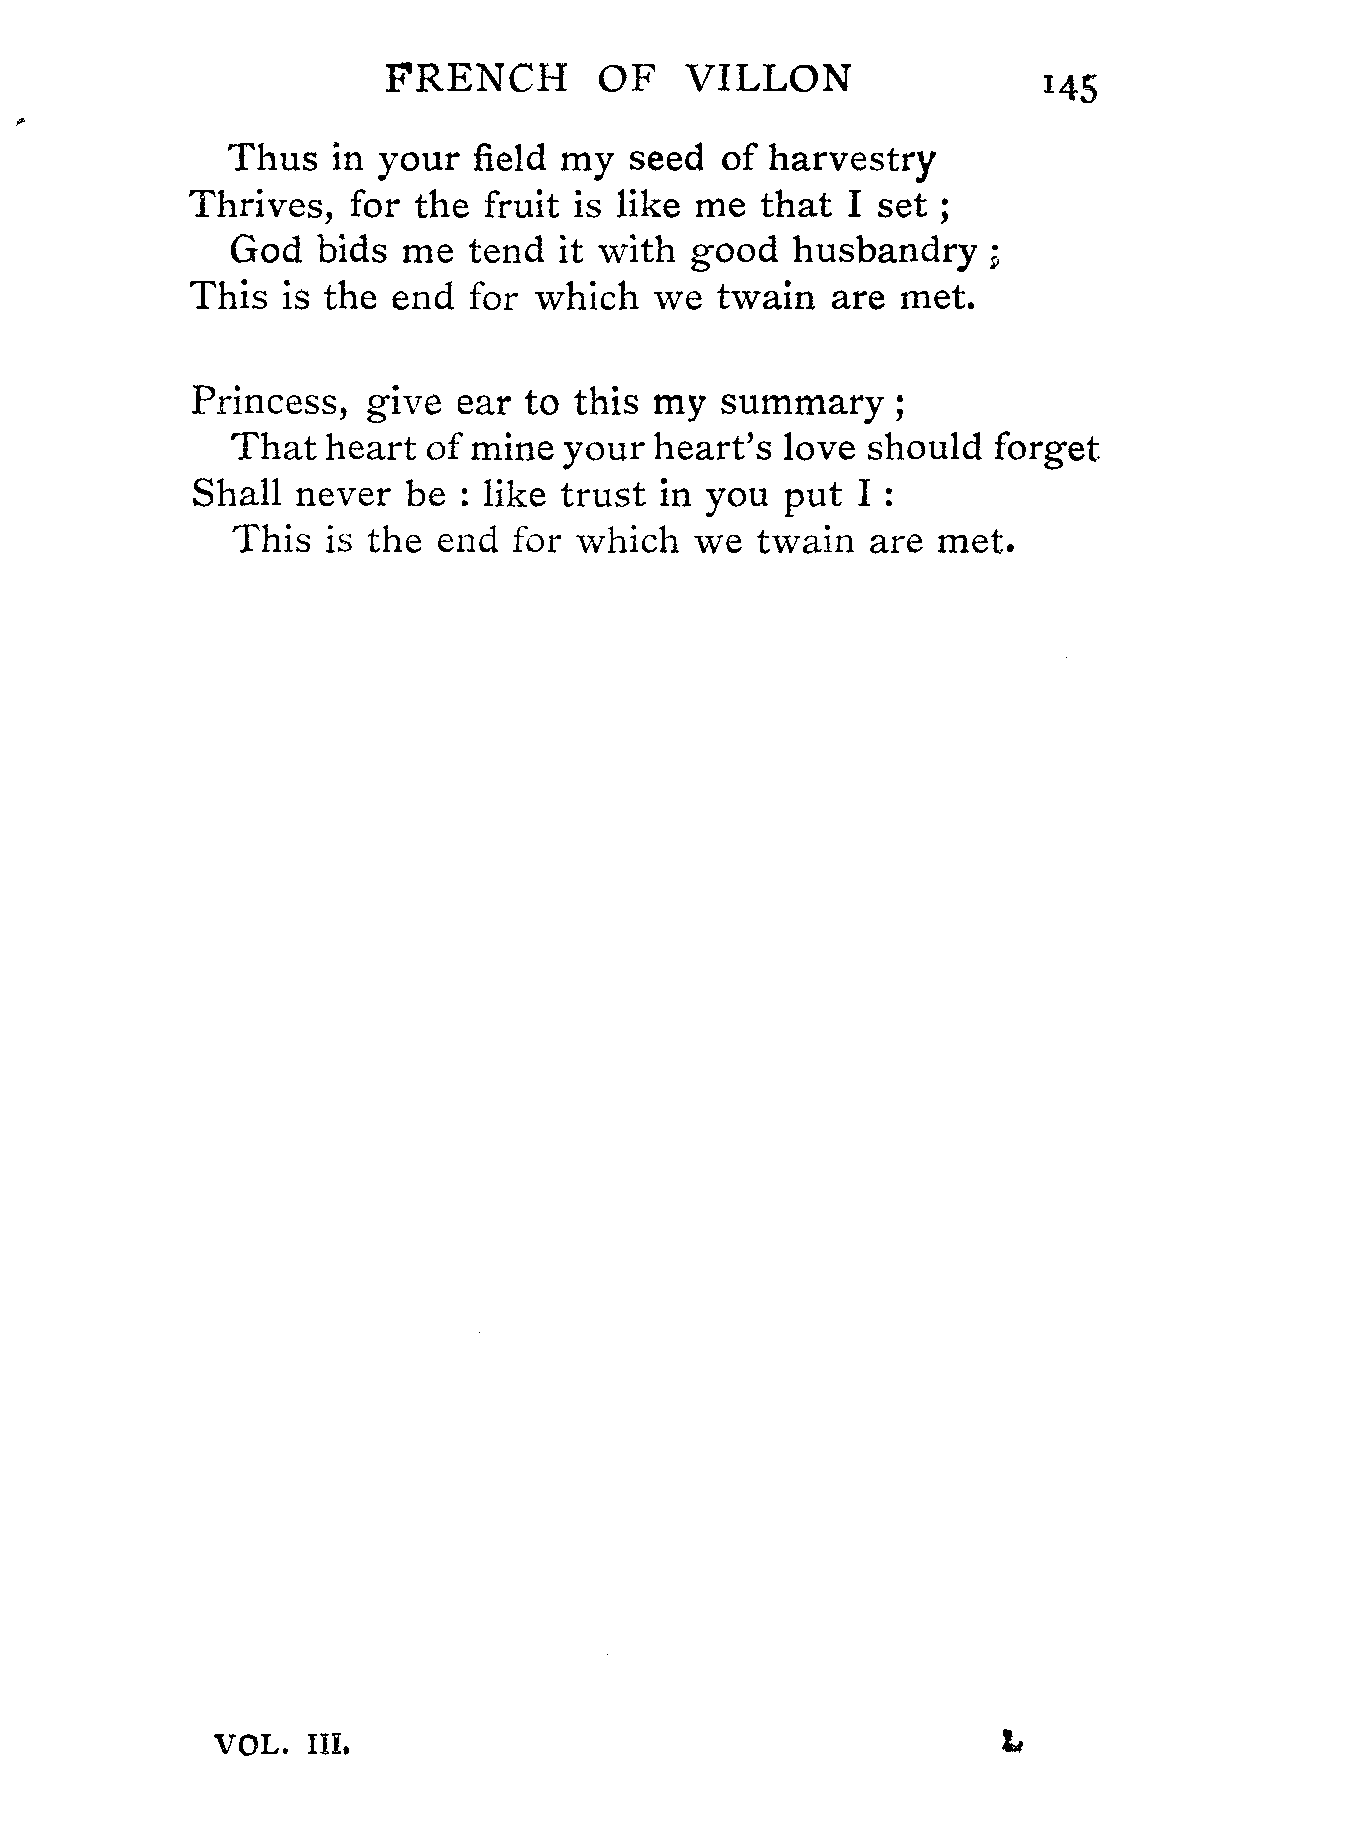 FRENCH OF VILLON 145
Thus in your field my seed of harvestry
Thrives, for the fruit is like me that I set ;
God bids me tend it with good husbandry ;
This is the end for which we twain are met.
Princess, give ear to this my summary ;
That heart of mine your heart's love should forget
Shall never be : like trust in you put I :
This is the end for which we twain are met.
VOL. III. L